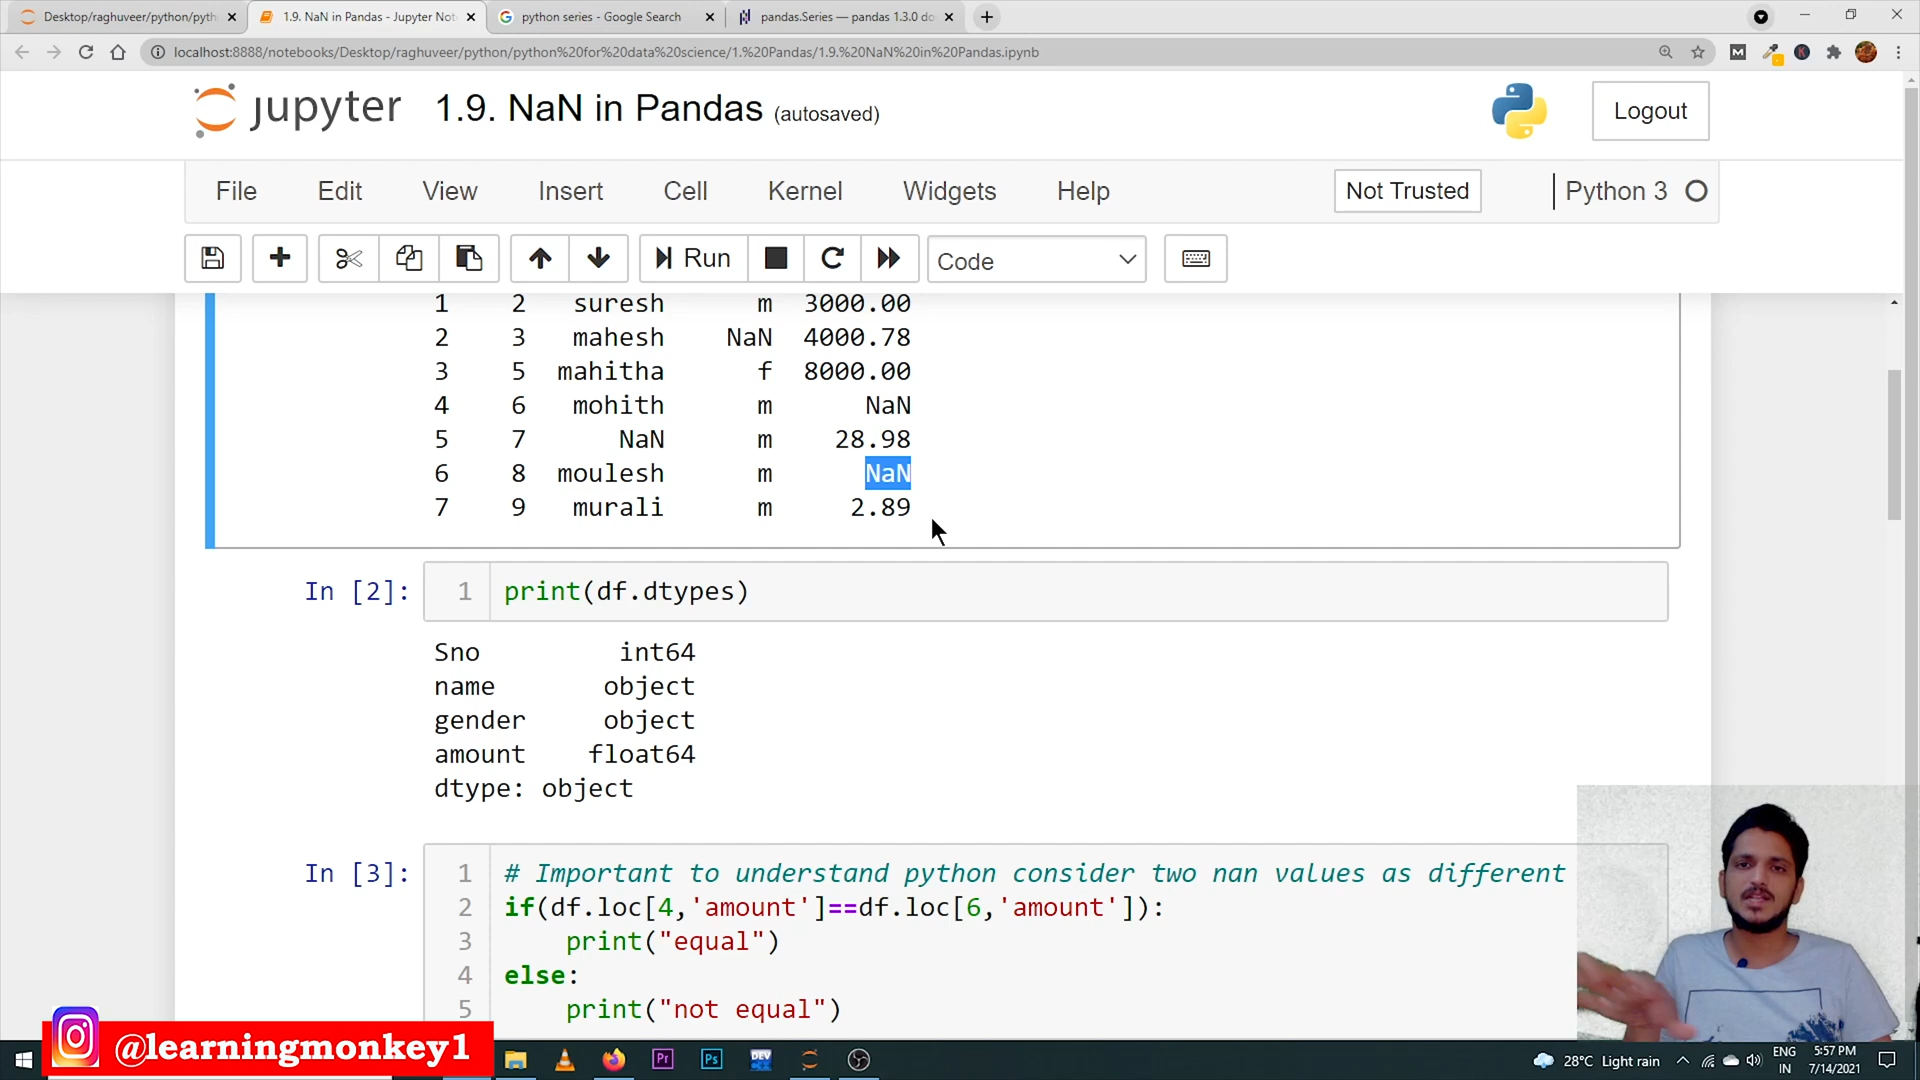 Desktop/raghuveer/python/pyth
1.9. NaN in Pandas - Jupyter Not
python series - Google Search
pandas.Series — pandas 1.3.0 do
localhost:8888/notebooks/Desktop/raghuveer/python/python%20for%20data%20science/1.%20Pandas/1.9.%20NaN%20in%20Pandas.ipynb
jupyter 1.9. NaN in Pandas (autosaved)
Logout
File Edit View Insert Cell Kernel Widgets Help Not Trusted Python 3
Run Code
1 2 suresh m 3000.00
2 3 mahesh NaN 4000.78
3 5 mahitha f 8000.00
4 6 mohith m NaN
5 7 NaN m 28.98
6 8 moulesh m NaN
7 9 murali m 2.89
In [2]: 1 print(df.dtypes)
Sno int64
name object
gender object
amount float64
dtype: object
In [3]: 1 # Important to understand python consider two nan values as different
2 if(df.loc[4,'amount']==df.loc[6,'amount']):
3 print("equal")
4 else:
5 print("not equal")
@learningmonkey1
Pr Ps DEV
28°C Light rain ENG 5:57 PM
IN 7/14/2021